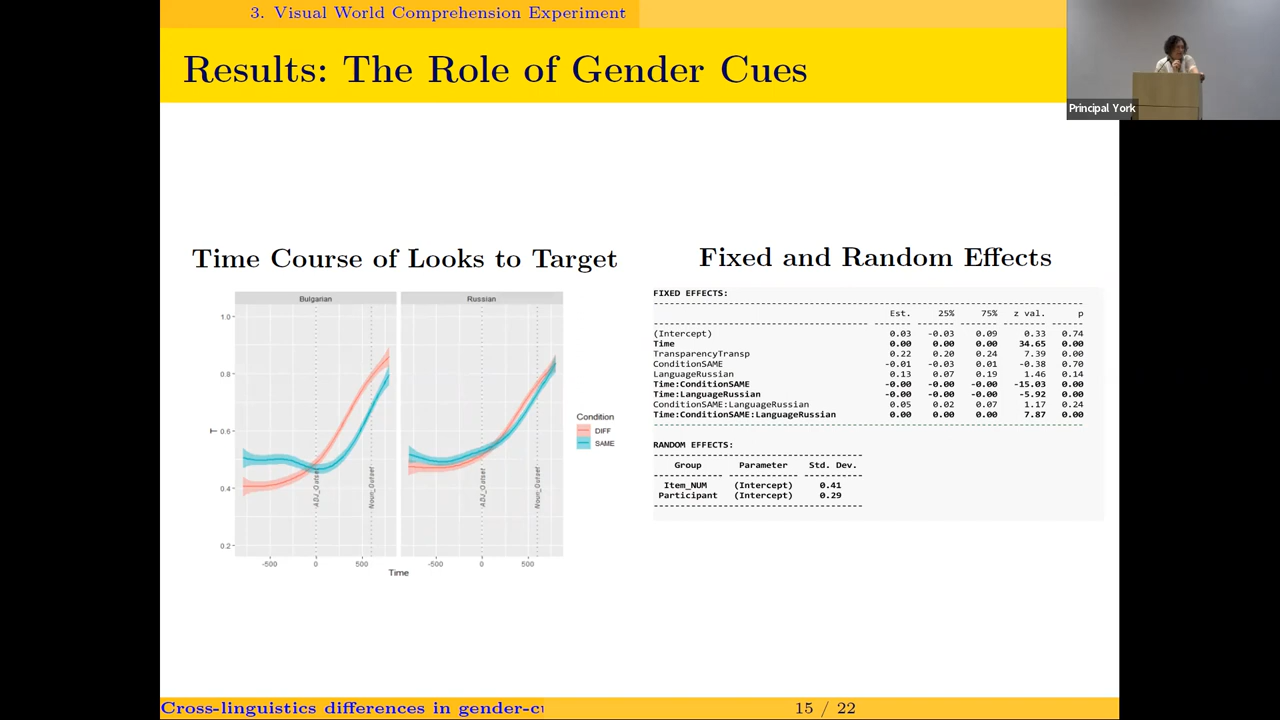 3. Visual World Comprehension Experiment
Results: The Role of Gender Cues
Principal York
Time Course of Looks to Target
Bulgarian Russian
1.0
0.8
T 0.6
0.4
0.2
ADJ_Onset Noun_Onset ADJ_Onset Noun_Onset
-500 0 500 -500 0 500
Time
Condition
DIFF
SAME
Fixed and Random Effects
FIXED EFFECTS:
Est. 25% 75% z val. p
(Intercept) 0.03 -0.03 0.09 0.33 0.74
Time 0.00 0.00 0.00 34.65 0.00
TransparencyTransp 0.22 0.20 0.24 7.39 0.00
ConditionSAME -0.01 -0.03 0.01 -0.38 0.70
LanguageRussian 0.13 0.07 0.19 1.46 0.14
Time:ConditionSAME -0.00 -0.00 -0.00 -15.03 0.00
Time:LanguageRussian -0.00 -0.00 -0.00 -5.92 0.00
ConditionSAME:LanguageRussian 0.05 0.02 0.07 1.17 0.24
Time:ConditionSAME:LanguageRussian 0.00 0.00 0.00 7.87 0.00
RANDOM EFFECTS:
Group Parameter Std. Dev.
Item_NUM (Intercept) 0.41
Participant (Intercept) 0.29
Cross-linguistics differences in gender-cu
15 / 22